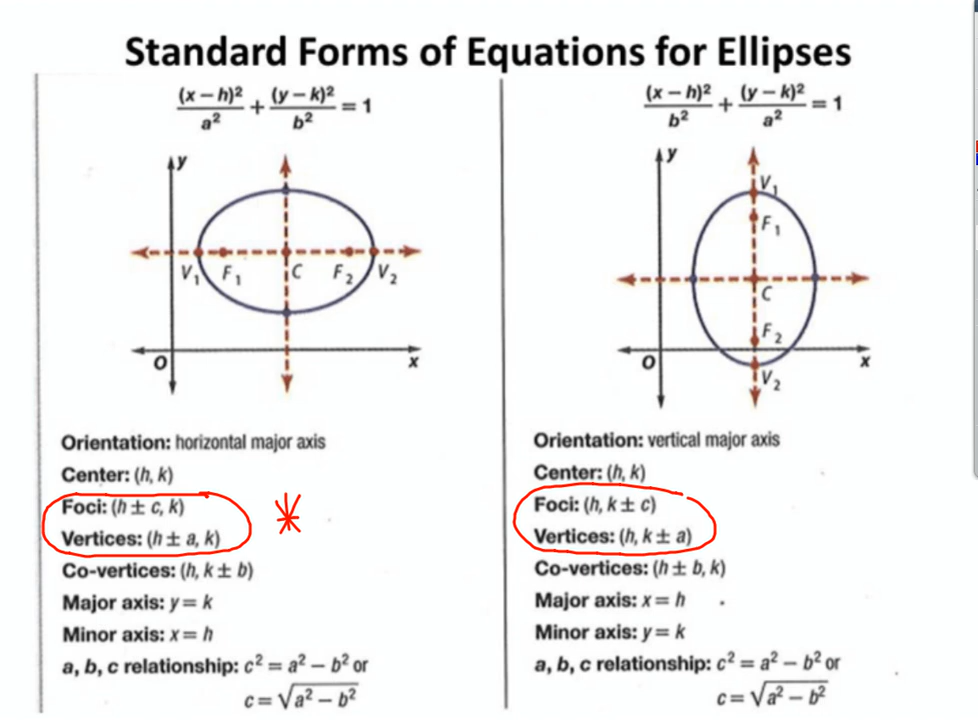 Standard Forms of Equations for Ellipses
(x – h)²/a² + (y – k)²/b² = 1
y
V₁ F₁ C F₂ V₂
O x
Orientation: horizontal major axis
Center: (h, k)
Foci: (h ± c, k)
Vertices: (h ± a, k)
Co-vertices: (h, k ± b)
Major axis: y = k
Minor axis: x = h
a, b, c relationship: c² = a² – b² or
c = √(a² – b²)
(x – h)²/b² + (y – k)²/a² = 1
y
V₁
F₁
C
F₂
O x
V₂
Orientation: vertical major axis
Center: (h, k)
Foci: (h, k ± c)
Vertices: (h, k ± a)
Co-vertices: (h ± b, k)
Major axis: x = h
Minor axis: y = k
a, b, c relationship: c² = a² – b² or
c = √(a² – b²)